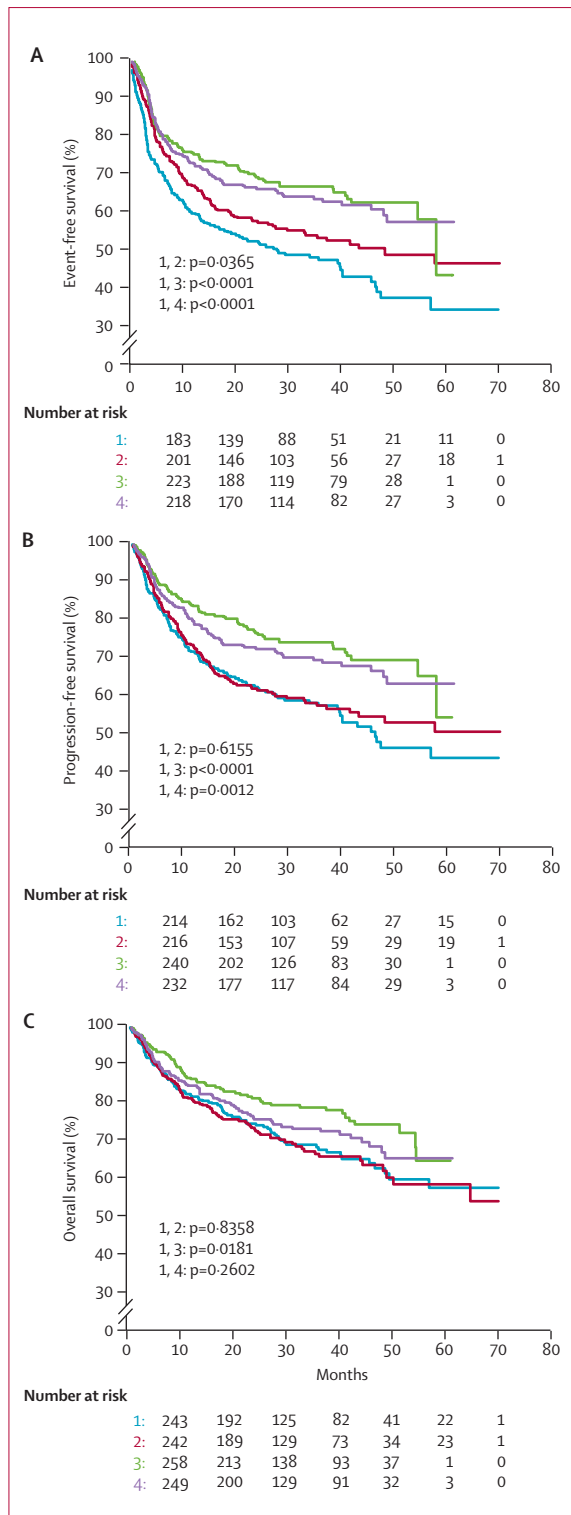 A
Event-free survival (%)
100
90
80
70
60
50
40
30
0
1, 2: p=0·0365
1, 3: p<0·0001
1, 4: p<0·0001
0 10 20 30 40 50 60 70 80
Number at risk
1: 183 139 88 51 21 11 0
2: 201 146 103 56 27 18 1
3: 223 188 119 79 28 1 0
4: 218 170 114 82 27 3 0
B
Progression-free survival (%)
100
90
80
70
60
50
40
30
0
1, 2: p=0·6155
1, 3: p<0·0001
1, 4: p=0·0012
0 10 20 30 40 50 60 70 80
Number at risk
1: 214 162 103 62 27 15 0
2: 216 153 107 59 29 19 1
3: 240 202 126 83 30 1 0
4: 232 177 117 84 29 3 0
C
Overall survival (%)
100
90
80
70
60
50
40
30
0
1, 2: p=0·8358
1, 3: p=0·0181
1, 4: p=0·2602
0 10 20 30 40 50 60 70 80
Months
Number at risk
1: 243 192 125 82 41 22 1
2: 242 189 129 73 34 23 1
3: 258 213 138 93 37 1 0
4: 249 200 129 91 32 3 0